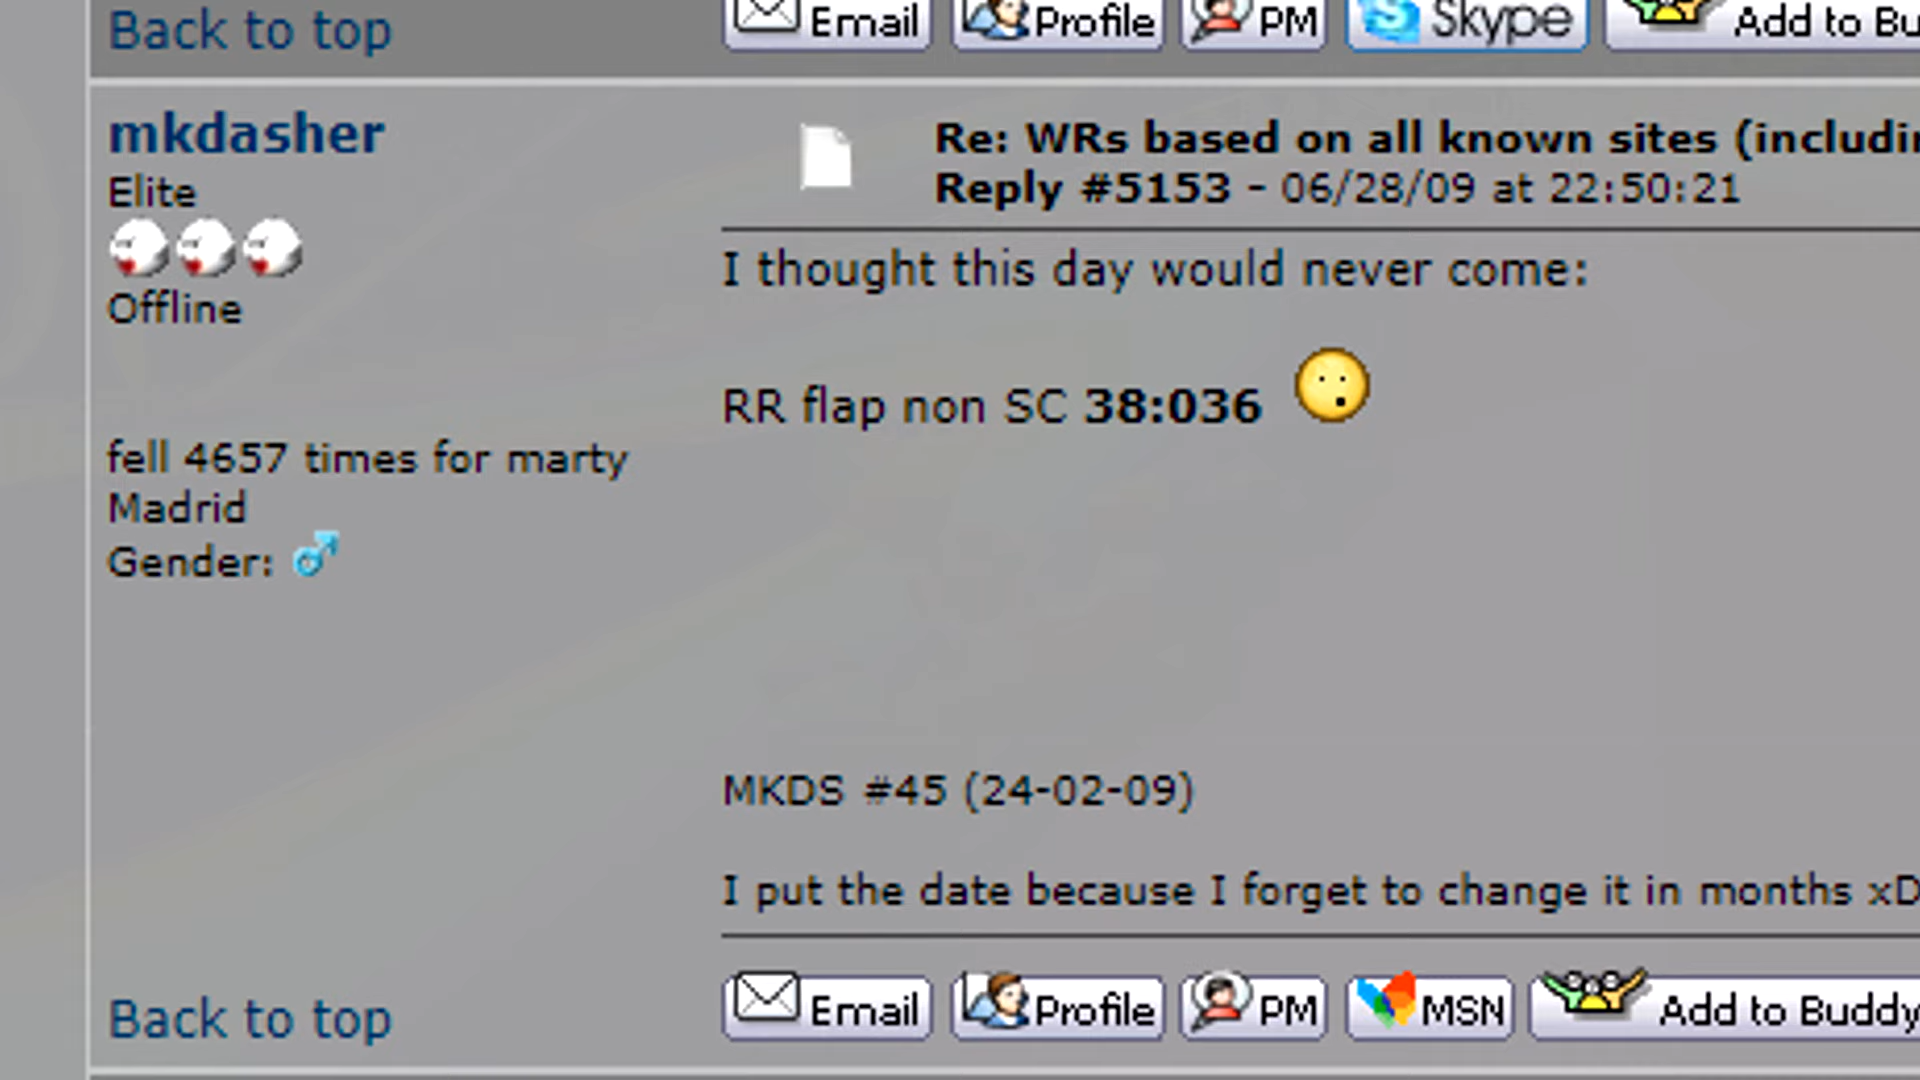 Back to top
Email
Profile
PM
Skype
Add to Bu
mkdasher
Elite
Offline
fell 4657 times for marty
Madrid
Gender:
Re: WRs based on all known sites (includin
Reply #5153 - 06/28/09 at 22:50:21
I thought this day would never come:
RR flap non SC 38:036
MKDS #45 (24-02-09)
I put the date because I forget to change it in months xD
Back to top
Email
Profile
PM
MSN
Add to Buddy